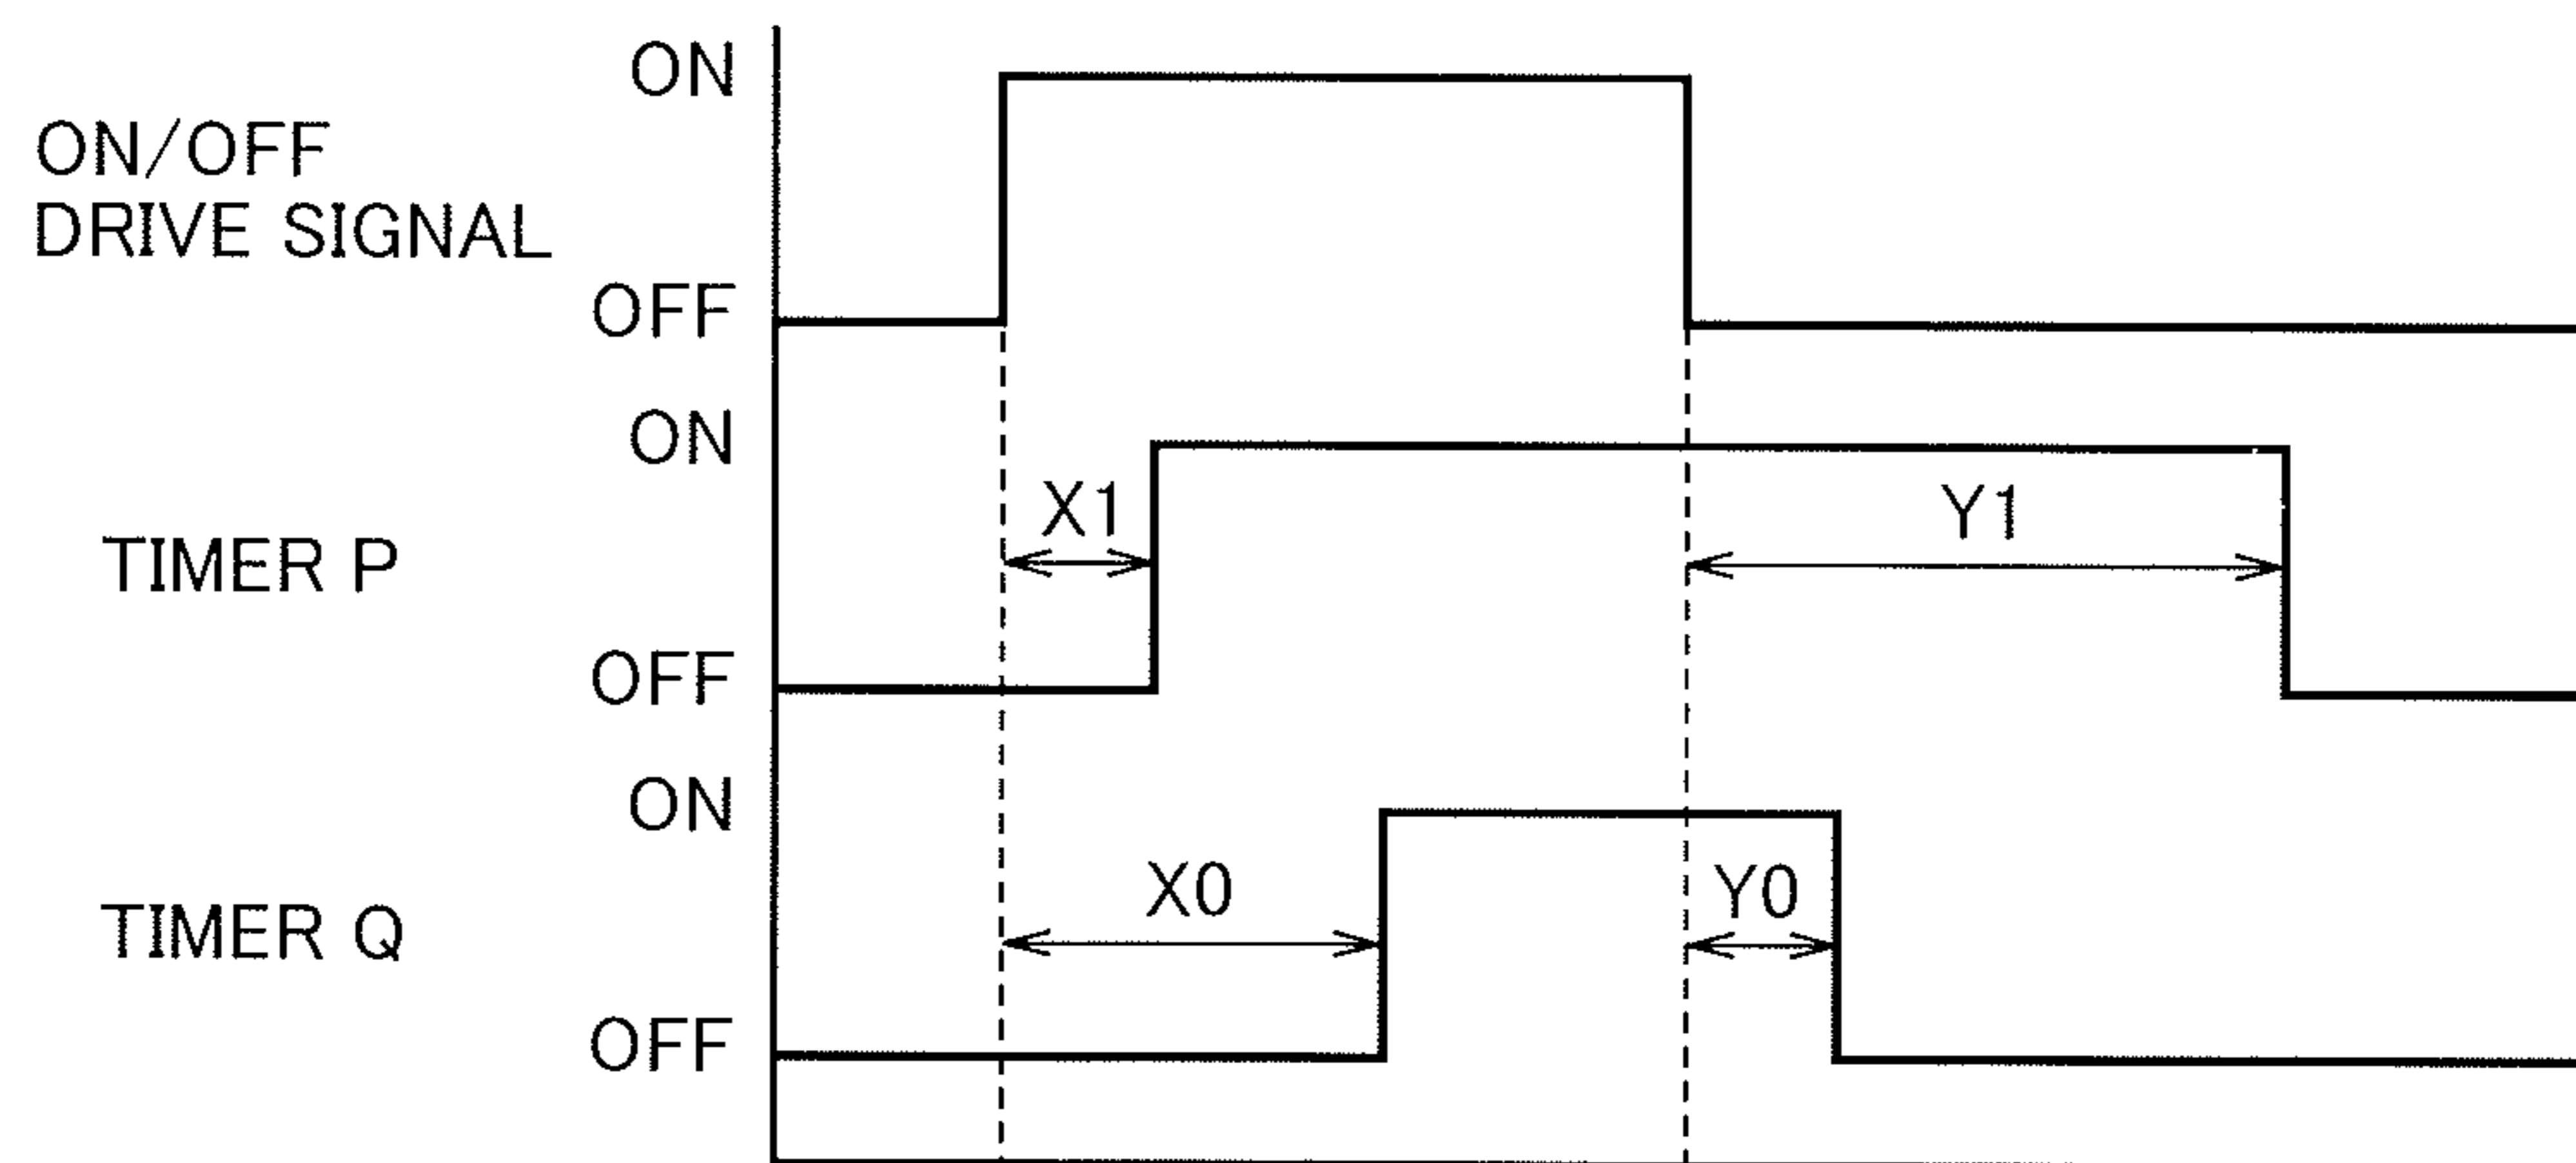 ON
ON/OFF
DRIVE SIGNAL
OFF
ON
X1
Y1
TIMER P
OFF
ON
X0
Y0
TIMER Q
OFF